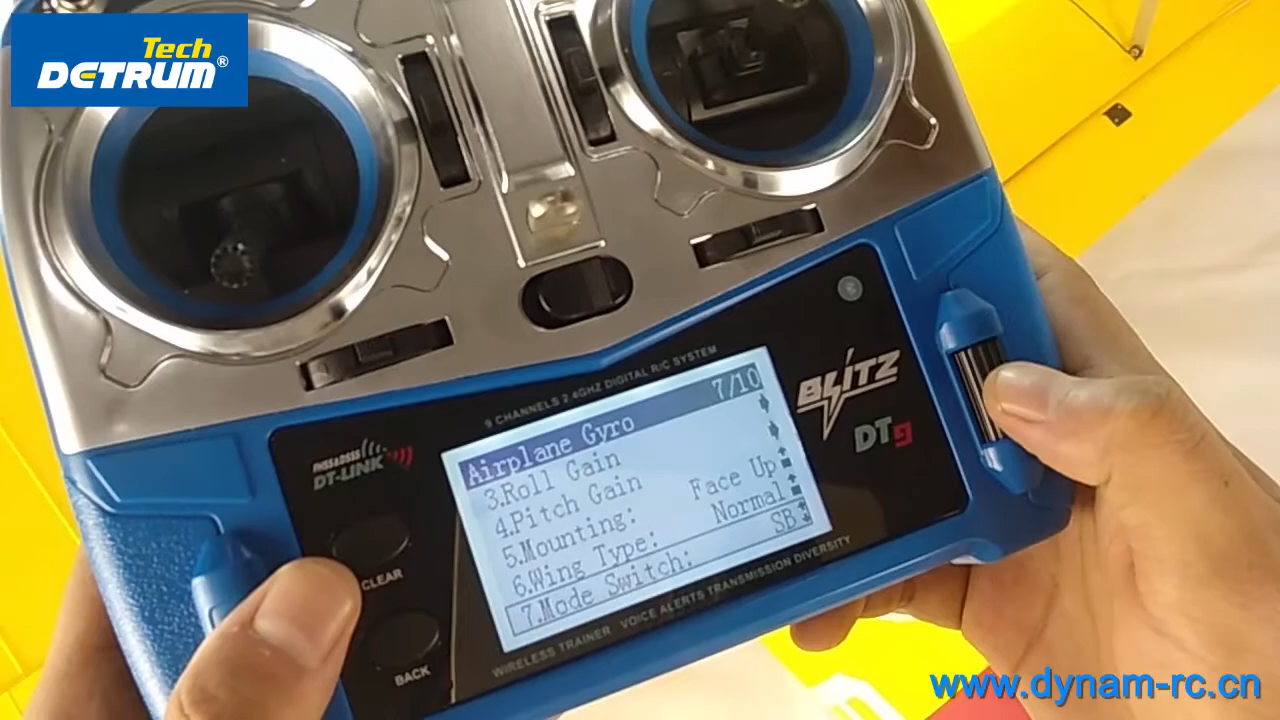 Tech
DETRUM®
9 CHANNELS 2.4GHZ DIGITAL R/C SYSTEM
BLITZ
DT9
FHSS&DSSS
DT-LINK
CLEAR
BACK
Airplane Gyro 7/10
3.Roll Gain
4.Pitch Gain
5.Mounting: Face Up
6.Wing Type: Normal
7.Mode Switch: SB
WIRELESS TRAINER VOICE ALERTS TRANSMISSION DIVERSITY
www.dynam-rc.cn